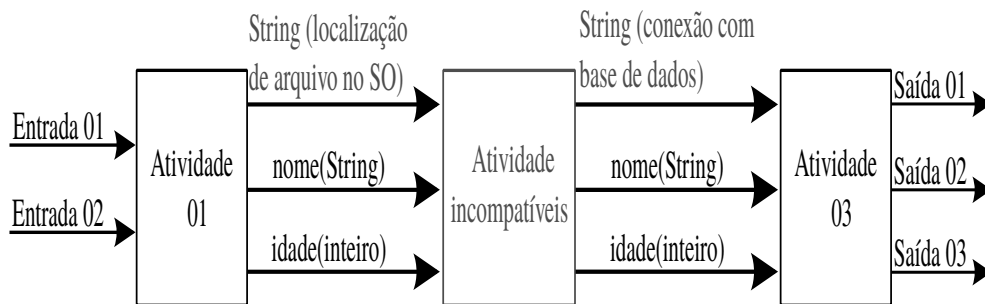 String (localização
de arquivo no SO)
String (conexão com
base de dados)
Entrada 01
Entrada 02
Atividade
01
nome(String)
idade(inteiro)
Atividade
incompatíveis
nome(String)
idade(inteiro)
Atividade
03
Saída 01
Saída 02
Saída 03